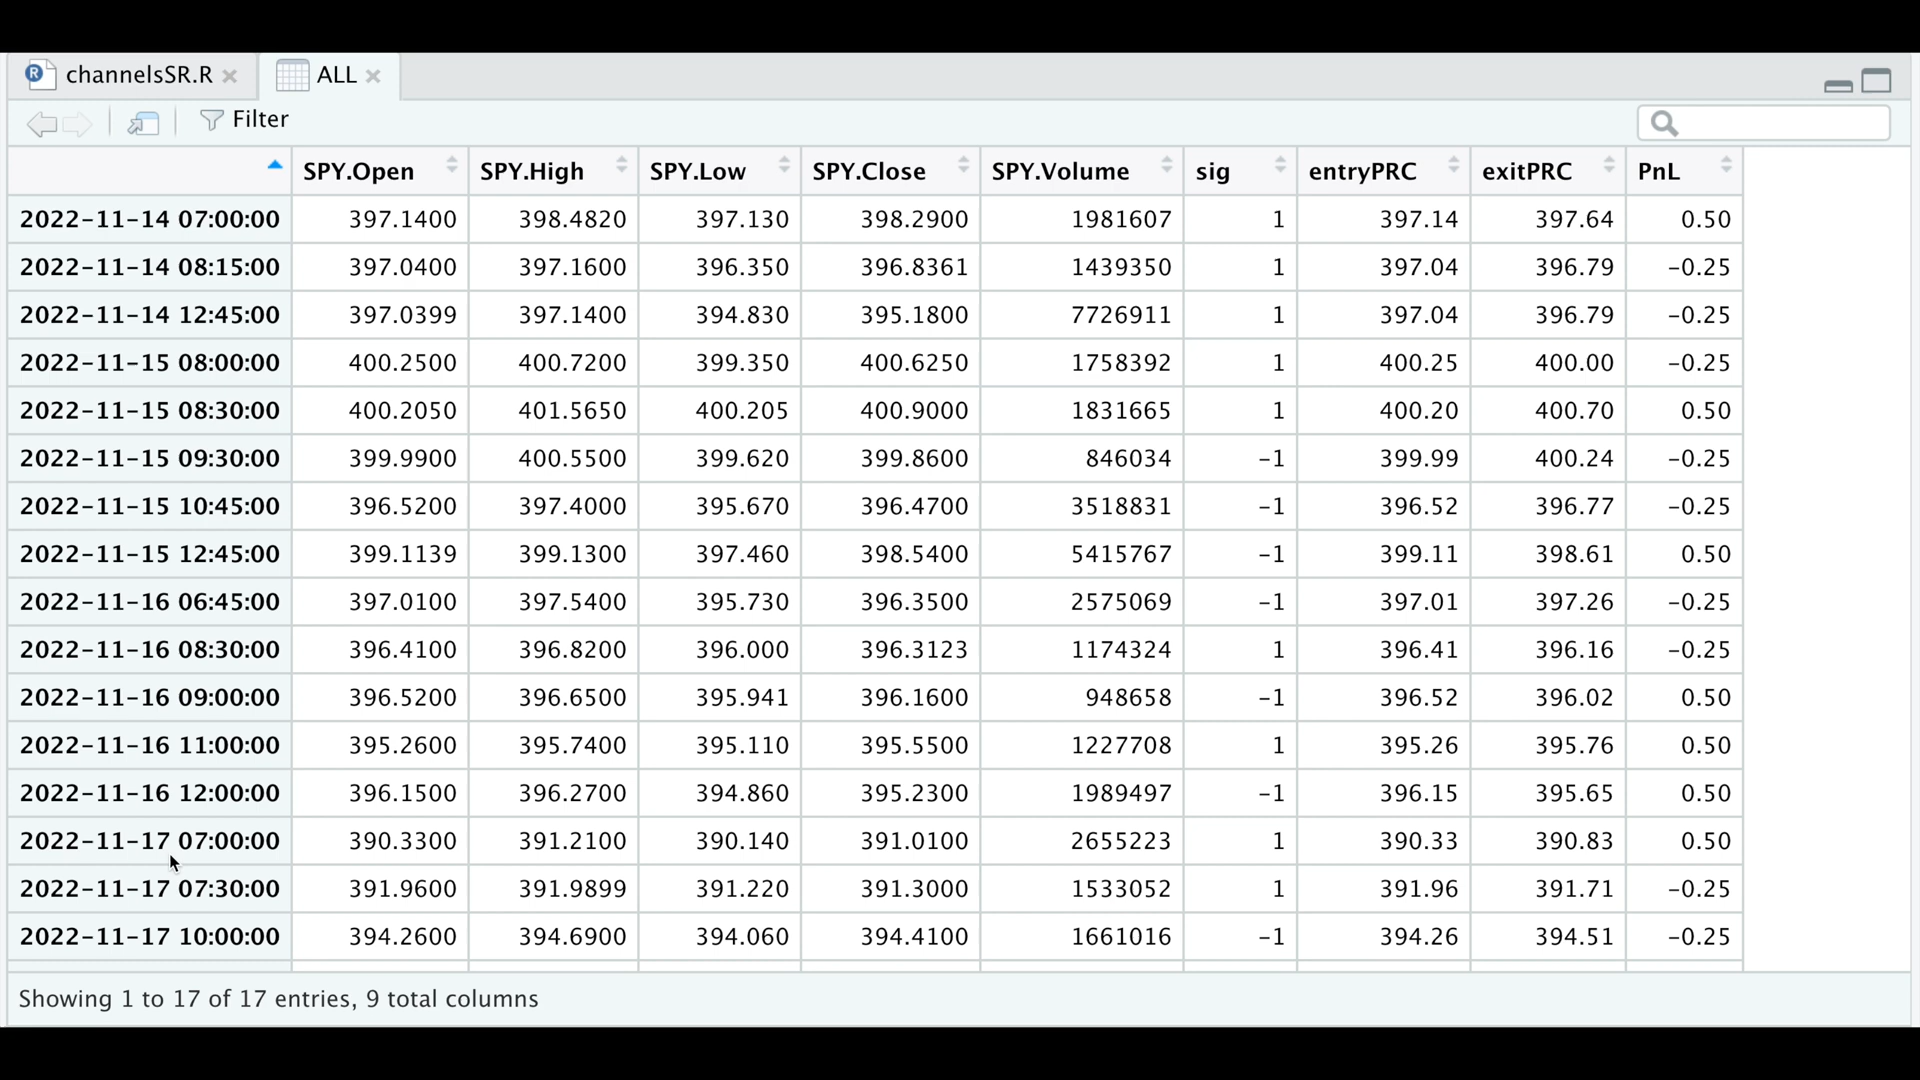 channelsSR.R ALL
Filter
SPY.Open SPY.High SPY.Low SPY.Close SPY.Volume sig entryPRC exitPRC PnL
2022-11-14 07:00:00 397.1400 398.4820 397.130 398.2900 1981607 1 397.14 397.64 0.50
2022-11-14 08:15:00 397.0400 397.1600 396.350 396.8361 1439350 1 397.04 396.79 -0.25
2022-11-14 12:45:00 397.0399 397.1400 394.830 395.1800 7726911 1 397.04 396.79 -0.25
2022-11-15 08:00:00 400.2500 400.7200 399.350 400.6250 1758392 1 400.25 400.00 -0.25
2022-11-15 08:30:00 400.2050 401.5650 400.205 400.9000 1831665 1 400.20 400.70 0.50
2022-11-15 09:30:00 399.9900 400.5500 399.620 399.8600 846034 -1 399.99 400.24 -0.25
2022-11-15 10:45:00 396.5200 397.4000 395.670 396.4700 3518831 -1 396.52 396.77 -0.25
2022-11-15 12:45:00 399.1139 399.1300 397.460 398.5400 5415767 -1 399.11 398.61 0.50
2022-11-16 06:45:00 397.0100 397.5400 395.730 396.3500 2575069 -1 397.01 397.26 -0.25
2022-11-16 08:30:00 396.4100 396.8200 396.000 396.3123 1174324 1 396.41 396.16 -0.25
2022-11-16 09:00:00 396.5200 396.6500 395.941 396.1600 948658 -1 396.52 396.02 0.50
2022-11-16 11:00:00 395.2600 395.7400 395.110 395.5500 1227708 1 395.26 395.76 0.50
2022-11-16 12:00:00 396.1500 396.2700 394.860 395.2300 1989497 -1 396.15 395.65 0.50
2022-11-17 07:00:00 390.3300 391.2100 390.140 391.0100 2655223 1 390.33 390.83 0.50
2022-11-17 07:30:00 391.9600 391.9899 391.220 391.3000 1533052 1 391.96 391.71 -0.25
2022-11-17 10:00:00 394.2600 394.6900 394.060 394.4100 1661016 -1 394.26 394.51 -0.25
Showing 1 to 17 of 17 entries, 9 total columns